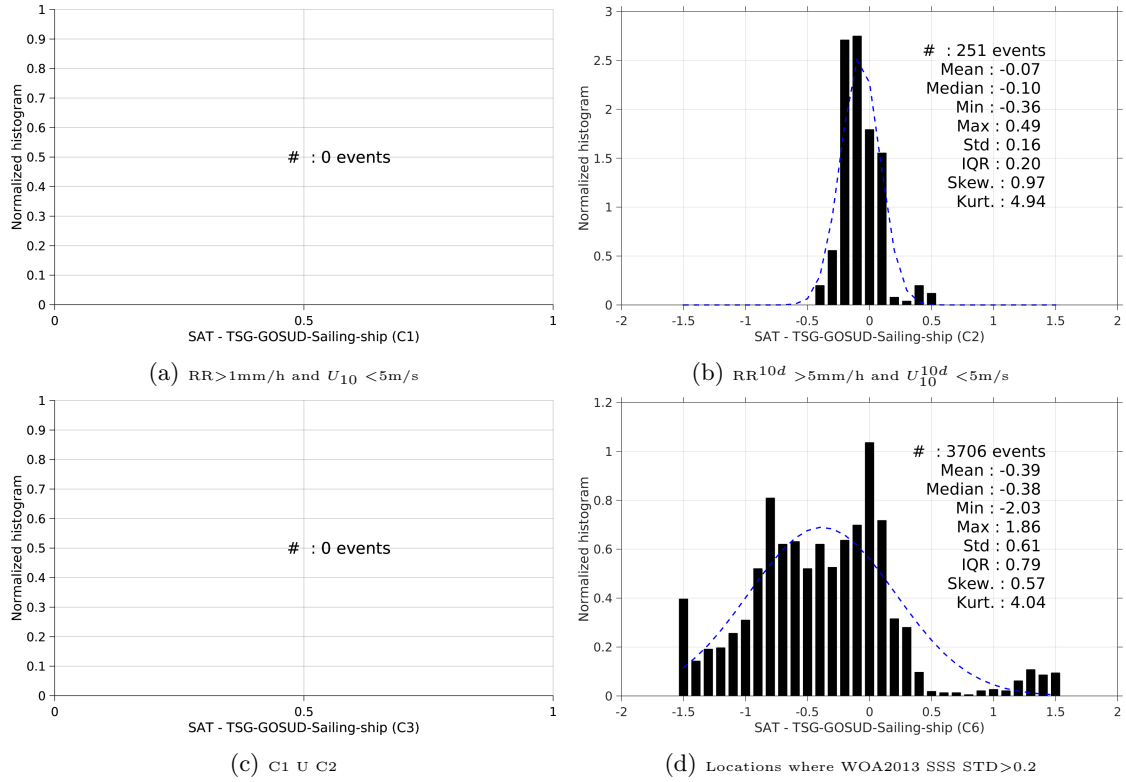 1
0.9
0.8
0.7
0.6
0.5
0.4
0.3
0.2
0.1
0
Normalized histogram
# : 0 events
0 0.5 1
SAT - TSG-GOSUD-Sailing-ship (C1)
(a) RR>1mm/h and U10 <5m/s
3
2.5
2
1.5
1
0.5
0
Normalized histogram
# : 251 events
Mean : -0.07
Median : -0.10
Min : -0.36
Max : 0.49
Std : 0.16
IQR : 0.20
Skew. : 0.97
Kurt. : 4.94
-2 -1.5 -1 -0.5 0 0.5 1 1.5 2
SAT - TSG-GOSUD-Sailing-ship (C2)
(b) RR10d >5mm/h and U10d10 <5m/s
1
0.9
0.8
0.7
0.6
0.5
0.4
0.3
0.2
0.1
0
Normalized histogram
# : 0 events
0 0.5 1
SAT - TSG-GOSUD-Sailing-ship (C3)
(c) C1 U C2
1.2
1
0.8
0.6
0.4
0.2
0
Normalized histogram
# : 3706 events
Mean : -0.39
Median : -0.38
Min : -2.03
Max : 1.86
Std : 0.61
IQR : 0.79
Skew. : 0.57
Kurt. : 4.04
-2 -1.5 -1 -0.5 0 0.5 1 1.5 2
SAT - TSG-GOSUD-Sailing-ship (C6)
(d) Locations where WOA2013 SSS STD>0.2